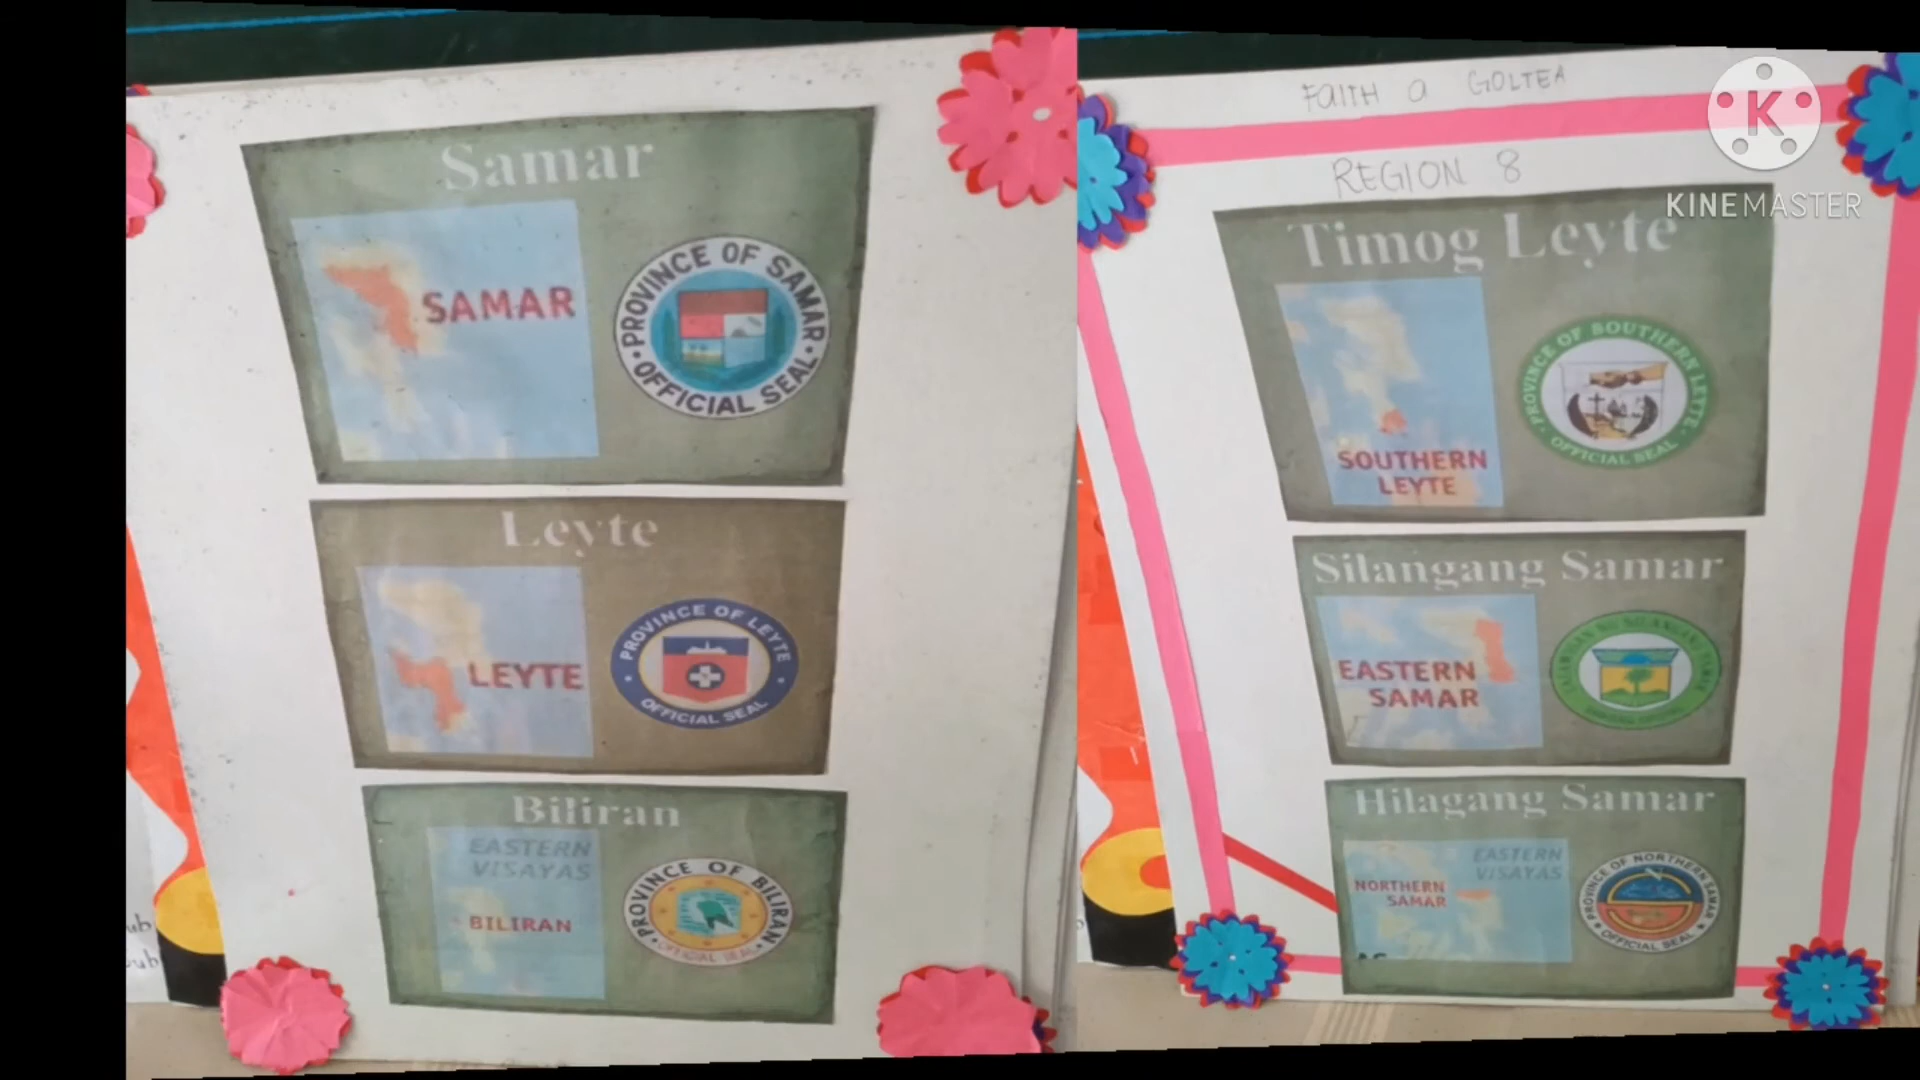 Samar
SAMAR
PROVINCE OF SAMAR
OFFICIAL SEAL
Leyte
LEYTE
PROVINCE OF LEYTE
OFFICIAL SEAL
Biliran
EASTERN
VISAYAS
BILIRAN
PROVINCE OF BILIRAN
OFFICIAL SEAL
ub
ub
FAITH a GOLTEA
REGION 8
Timog Leyte
SOUTHERN
LEYTE
PROVINCE OF SOUTHERN LEYTE
OFFICIAL SEAL
Silangang Samar
EASTERN
SAMAR
Hilagang Samar
EASTERN
VISAYAS
NORTHERN
SAMAR
PROVINCE OF NORTHERN SAMAR
OFFICIAL SEAL
K
KINEMASTER